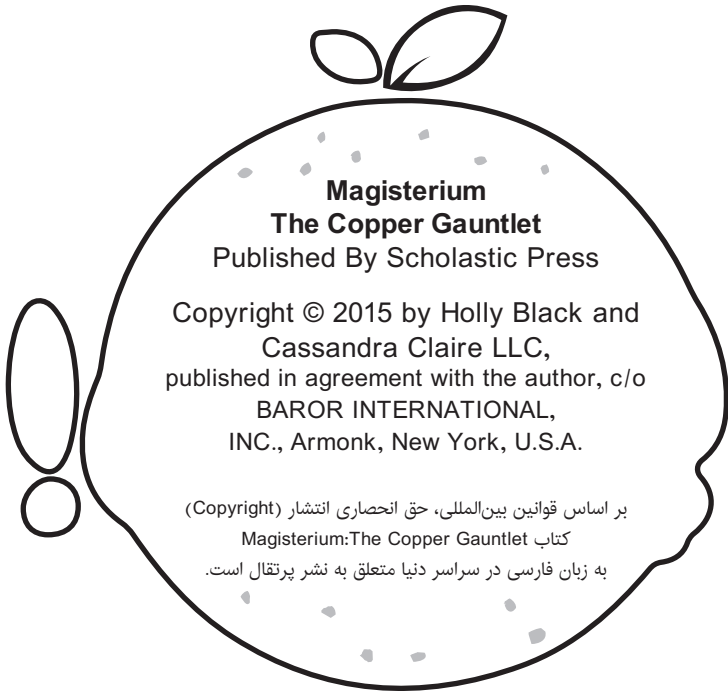 Magisterium
The Copper Gauntlet
Published By Scholastic Press
Copyright © 2015 by Holly Black and
Cassandra Claire LLC,
published in agreement with the author, c/o
BAROR INTERNATIONAL,
INC., Armonk, New York, U.S.A.
بر اساس قوانین بین‌المللی، حق انحصاری انتشار (Copyright)
کتاب Magisterium:The Copper Gauntlet
به زبان فارسی در سراسر دنیا متعلق به نشر پرتقال است.